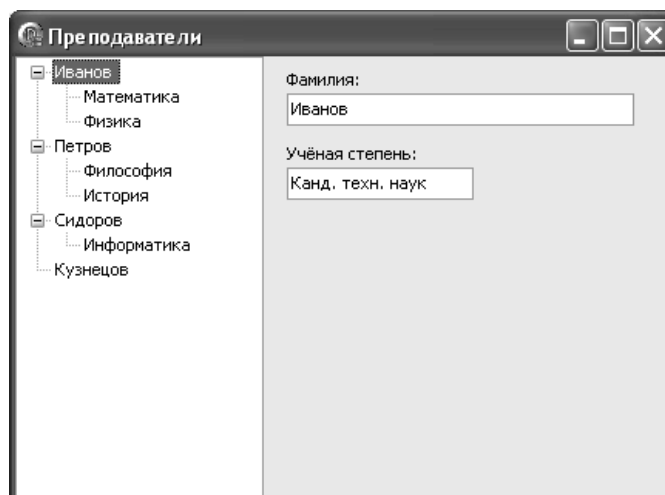 Преподаватели
Иванов
Математика
Физика
Петров
Философия
История
Сидоров
Информатика
Кузнецов
Фамилия:
Иванов
Учёная степень:
Канд. техн. наук